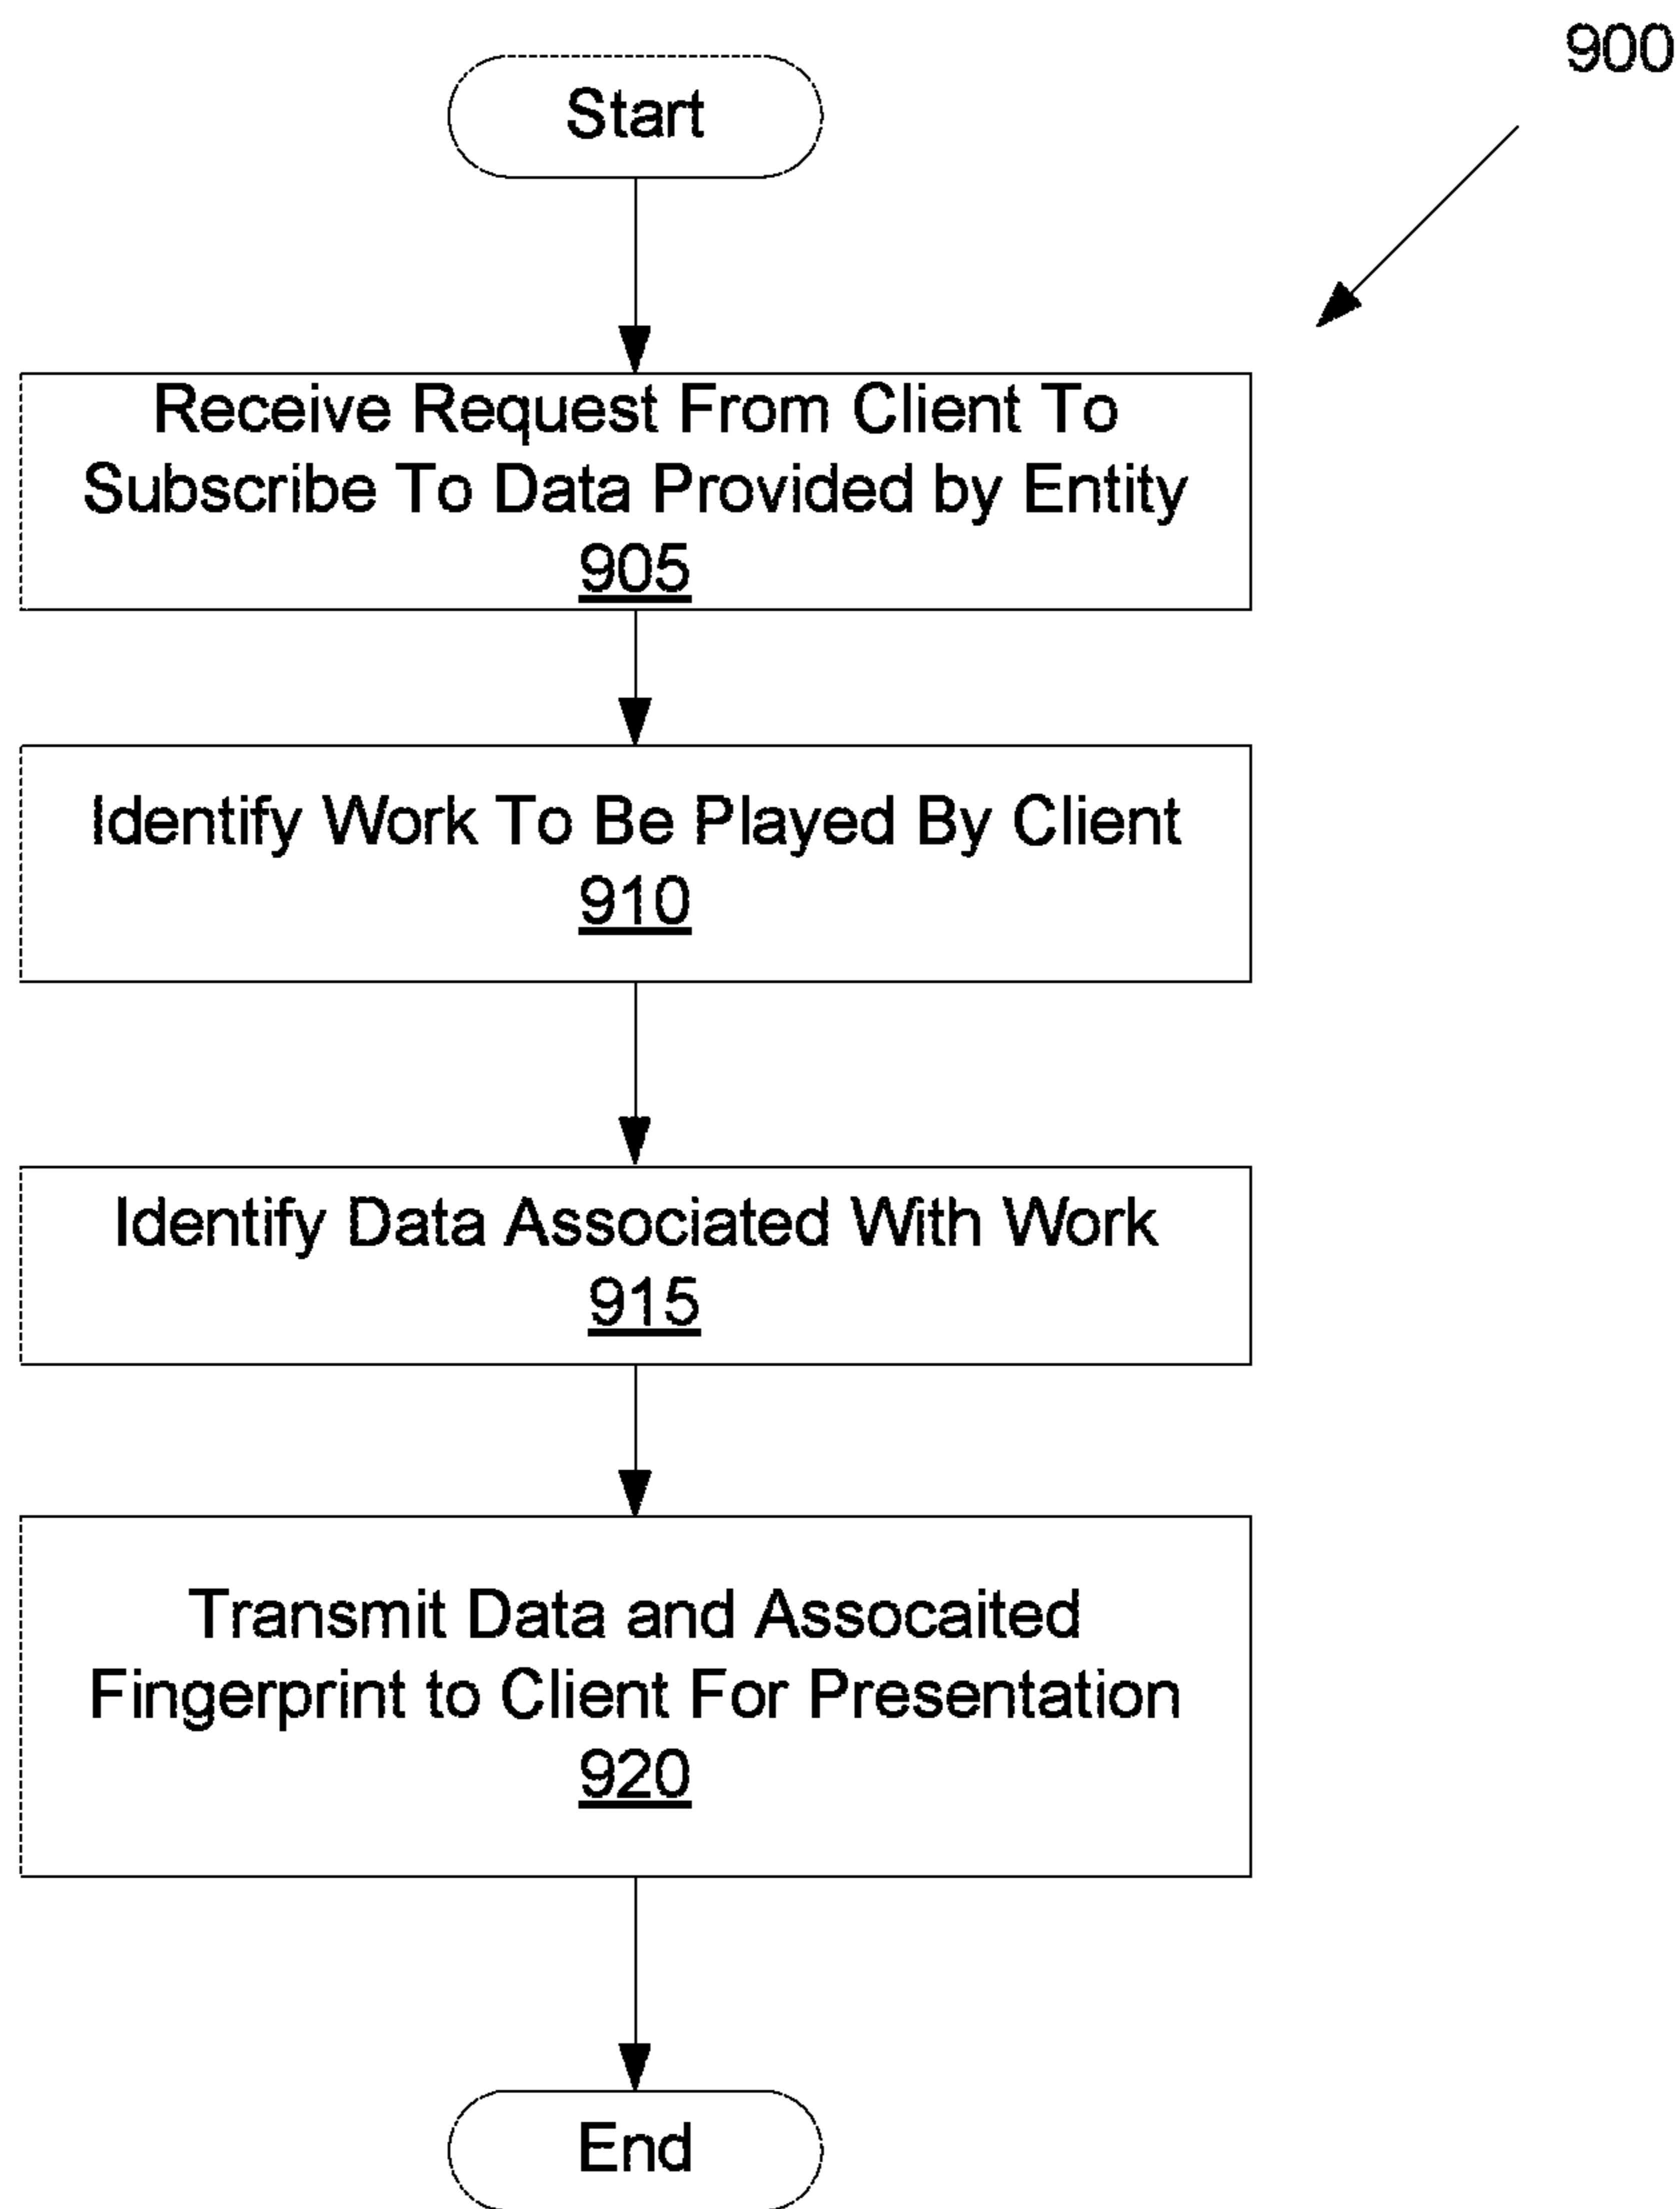 900
Start
Receive Request From Client To
Subscribe To Data Provided by Entity
905
Identify Work To Be Played By Client
910
Identify Data Associated With Work
915
Transmit Data and Assocaited
Fingerprint to Client For Presentation
920
End